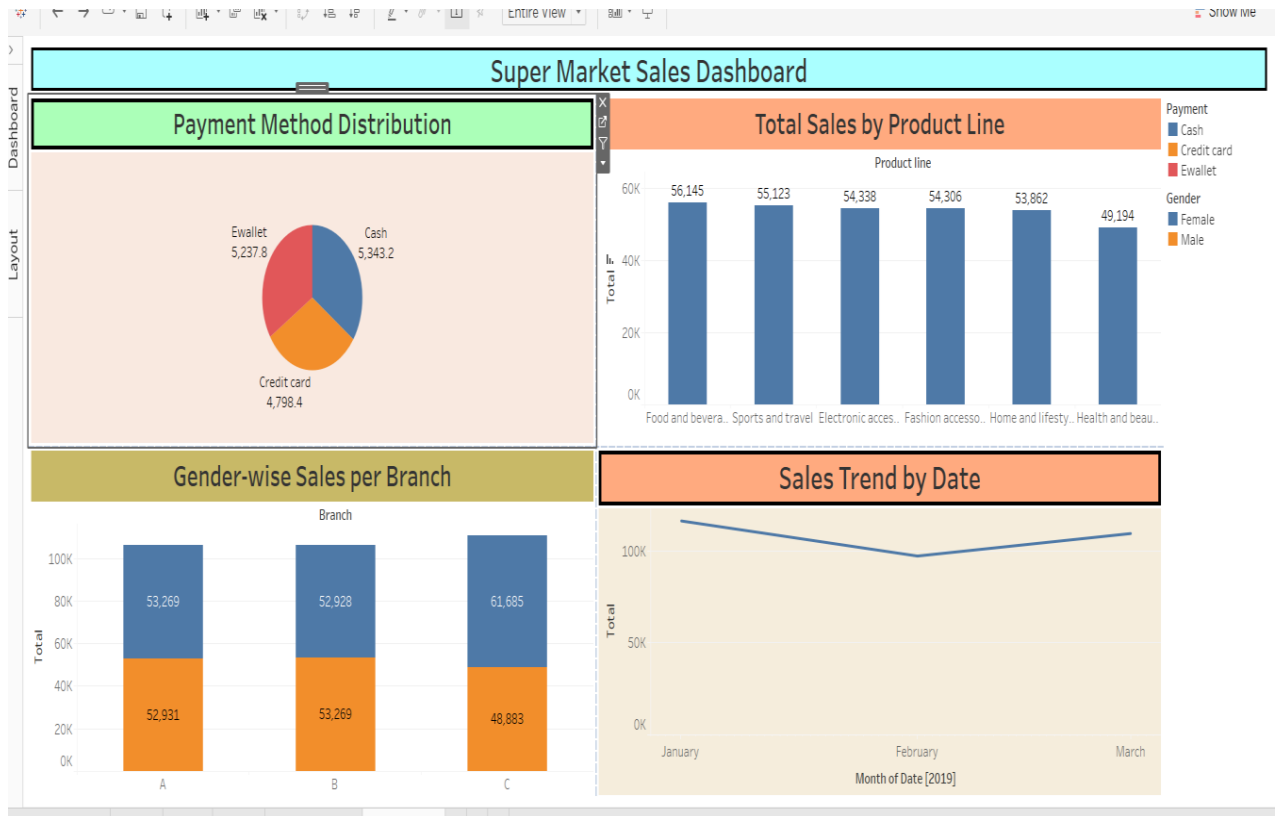 Entire View
Show Me
Dashboard
Layout
Super Market Sales Dashboard
Payment Method Distribution
Ewallet
5,237.8
Cash
5,343.2
Credit card
4,798.4
Total Sales by Product Line
Product line
Total
60K
40K
20K
0K
56,145
55,123
54,338
54,306
53,862
49,194
Food and bevera..
Sports and travel
Electronic acces..
Fashion accesso..
Home and lifesty..
Health and beau..
Payment
Cash
Credit card
Ewallet
Gender
Female
Male
Gender-wise Sales per Branch
Branch
Total
100K
80K
60K
40K
20K
0K
53,269
52,928
61,685
52,931
53,269
48,883
A
B
C
Sales Trend by Date
Total
100K
50K
0K
January
February
March
Month of Date [2019]